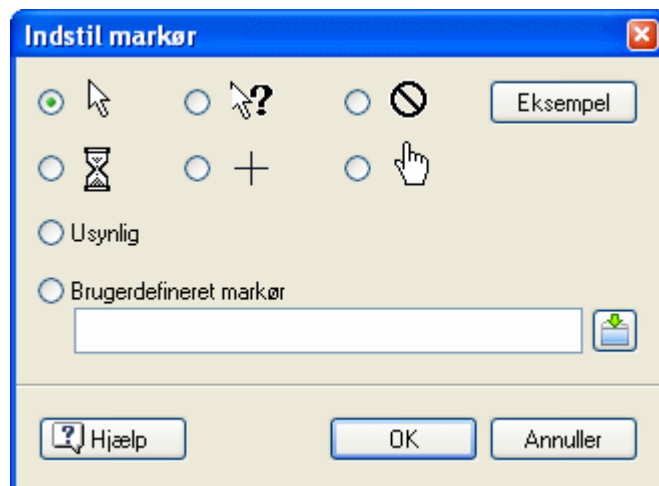 Indstil markør
Eksempel
Usynlig
Brugerdefineret markør
Hjælp
OK
Annuller